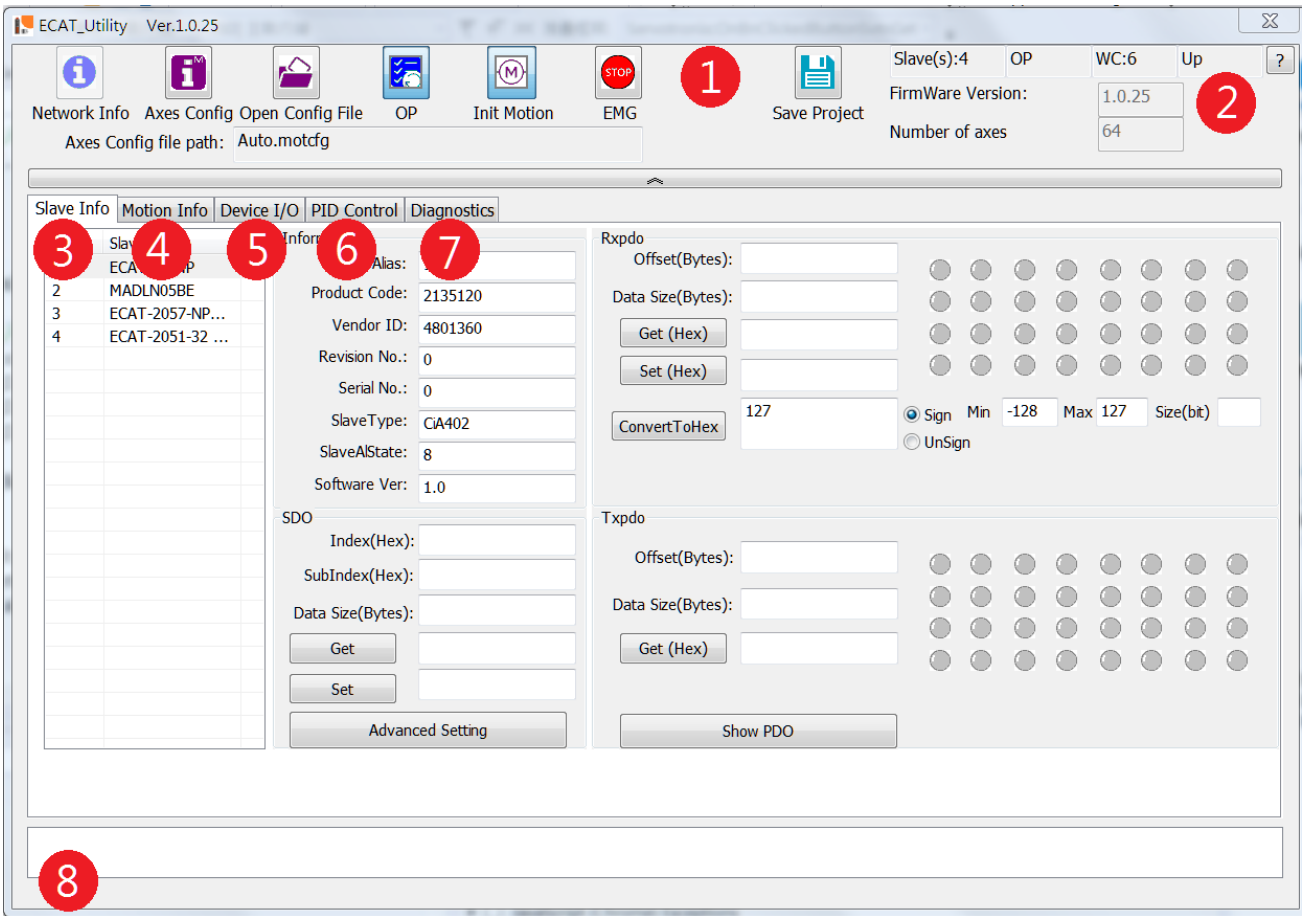 ECAT_Utility Ver.1.0.25
Network Info Axes Config Open Config File OP Init Motion EMG Save Project
STOP
M
1
Slave(s):4 OP WC:6 Up ?
FirmWare Version: 1.0.25
Number of axes 64
2
Axes Config file path: Auto.motcfg
Slave Info Motion Info Device I/O PID Control Diagnostics
3 4 5 6 7
2 MADLN05BE
3 ECAT-2057-NP...
4 ECAT-2051-32 ...
Alias:
Product Code: 2135120
Vendor ID: 4801360
Revision No.: 0
Serial No.: 0
SlaveType: CiA402
SlaveAlState: 8
Software Ver: 1.0
SDO
Index(Hex):
SubIndex(Hex):
Data Size(Bytes):
Get
Set
Advanced Setting
Rxpdo
Offset(Bytes):
Data Size(Bytes):
Get (Hex)
Set (Hex)
ConvertToHex 127 Sign Min -128 Max 127 Size(bit)
UnSign
Txpdo
Offset(Bytes):
Data Size(Bytes):
Get (Hex)
Show PDO
8